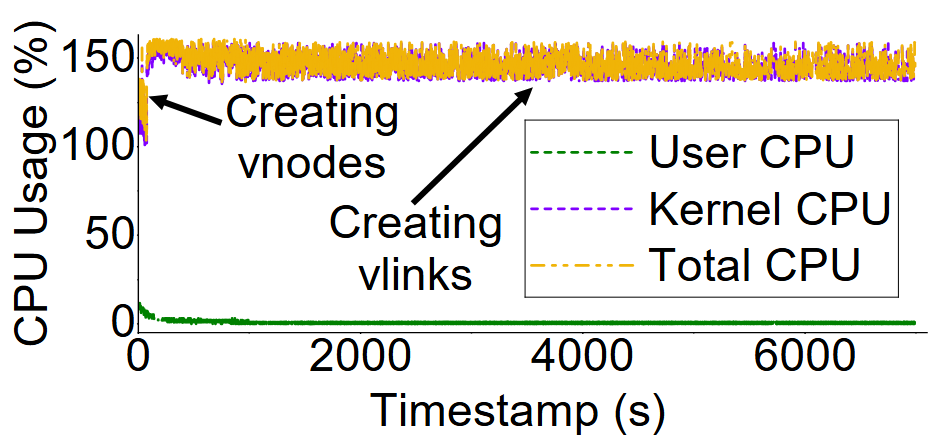 CPU Usage (%)
150
100
50
0
Creating
vnodes
Creating
vlinks
User CPU
Kernel CPU
Total CPU
0
2000
4000
6000
Timestamp (s)